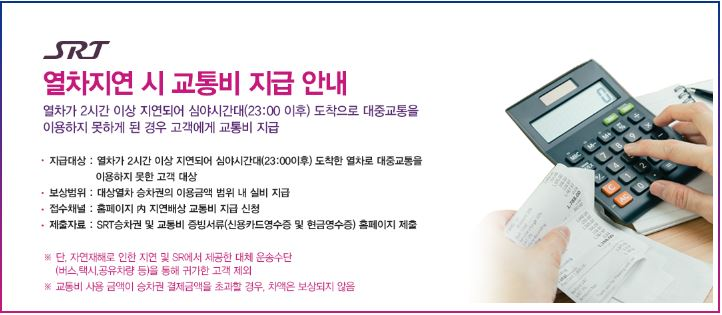 SRT
열차지연 시 교통비 지급 안내
열차가 2시간 이상 지연되어 심야시간대(23:00 이후) 도착으로 대중교통을
이용하지 못하게 된 경우 고객에게 교통비 지급
• 지급대상 : 열차가 2시간 이상 지연되어 심야시간대(23:00이후) 도착한 열차로 대중교통을
이용하지 못한 고객 대상
• 보상범위 : 대상열차 승차권의 이용금액 범위 내 실비 지급
• 접수채널 : 홈페이지 內 지연배상 교통비 지급 신청
• 제출자료 : SRT승차권 및 교통비 증빙서류(신용카드영수증 및 현금영수증) 홈페이지 제출
※ 단, 자연재해로 인한 지연 및 SR에서 제공한 대체 운송수단
(버스,택시,공유차량 등)을 통해 귀가한 고객 제외
※ 교통비 사용 금액이 승차권 결제금액을 초과할 경우, 차액은 보상되지 않음